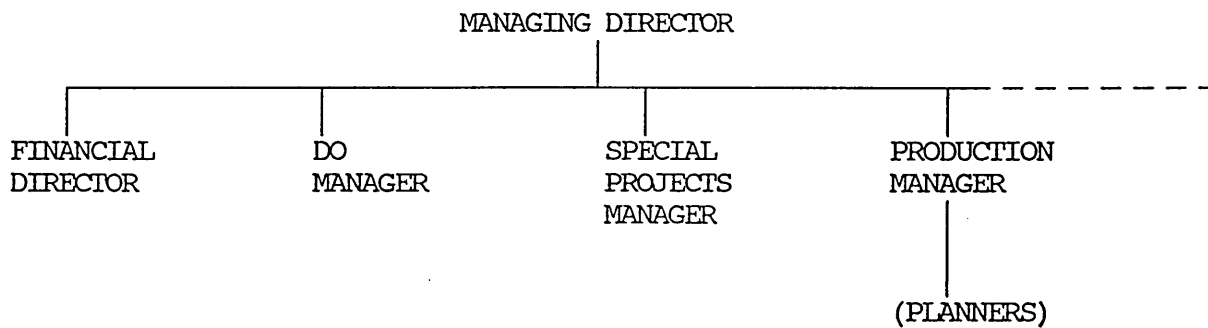 MANAGING DIRECTOR
FINANCIAL
DIRECTOR
DO
MANAGER
SPECIAL
PROJECTS
MANAGER
PRODUCTION
MANAGER
(PLANNERS)